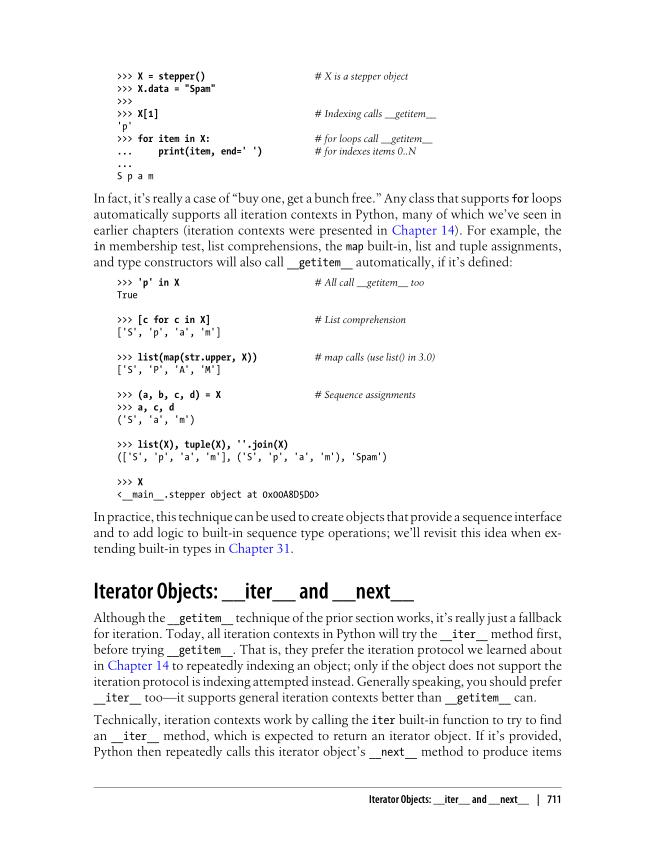 >>> X = stepper() # X is a stepper object
>>> X.data = "Spam"
>>>
>>> X[1] # Indexing calls __getitem__
'p'
>>> for item in X: # for loops call __getitem__
... print(item, end=' ') # for indexes items 0..N
...
S p a m
In fact, it's really a case of “buy one, get a bunch free.” Any class that supports for loops
automatically supports all iteration contexts in Python, many of which we've seen in
earlier chapters (iteration contexts were presented in Chapter 14). For example, the
in membership test, list comprehensions, the map built-in, list and tuple assignments,
and type constructors will also call __getitem__ automatically, if it's defined:
>>> 'p' in X # All call __getitem__ too
True
>>> [c for c in X] # List comprehension
['S', 'p', 'a', 'm']
>>> list(map(str.upper, X)) # map calls (use list() in 3.0)
['S', 'P', 'A', 'M']
>>> (a, b, c, d) = X # Sequence assignments
>>> a, c, d
('S', 'a', 'm')
>>> list(X), tuple(X), ''.join(X)
(['S', 'p', 'a', 'm'], ('S', 'p', 'a', 'm'), 'Spam')
>>> X
<__main__.stepper object at 0x00A8D5D0>
In practice, this technique can be used to create objects that provide a sequence interface
and to add logic to built-in sequence type operations; we'll revisit this idea when ex-
tending built-in types in Chapter 31.
Iterator Objects: __iter__ and __next__
Although the __getitem__ technique of the prior section works, it's really just a fallback
for iteration. Today, all iteration contexts in Python will try the __iter__ method first,
before trying __getitem__. That is, they prefer the iteration protocol we learned about
in Chapter 14 to repeatedly indexing an object; only if the object does not support the
iteration protocol is indexing attempted instead. Generally speaking, you should prefer
__iter__ too—it supports general iteration contexts better than __getitem__ can.
Technically, iteration contexts work by calling the iter built-in function to try to find
an __iter__ method, which is expected to return an iterator object. If it's provided,
Python then repeatedly calls this iterator object's __next__ method to produce items
Iterator Objects: __iter__ and __next__ | 711